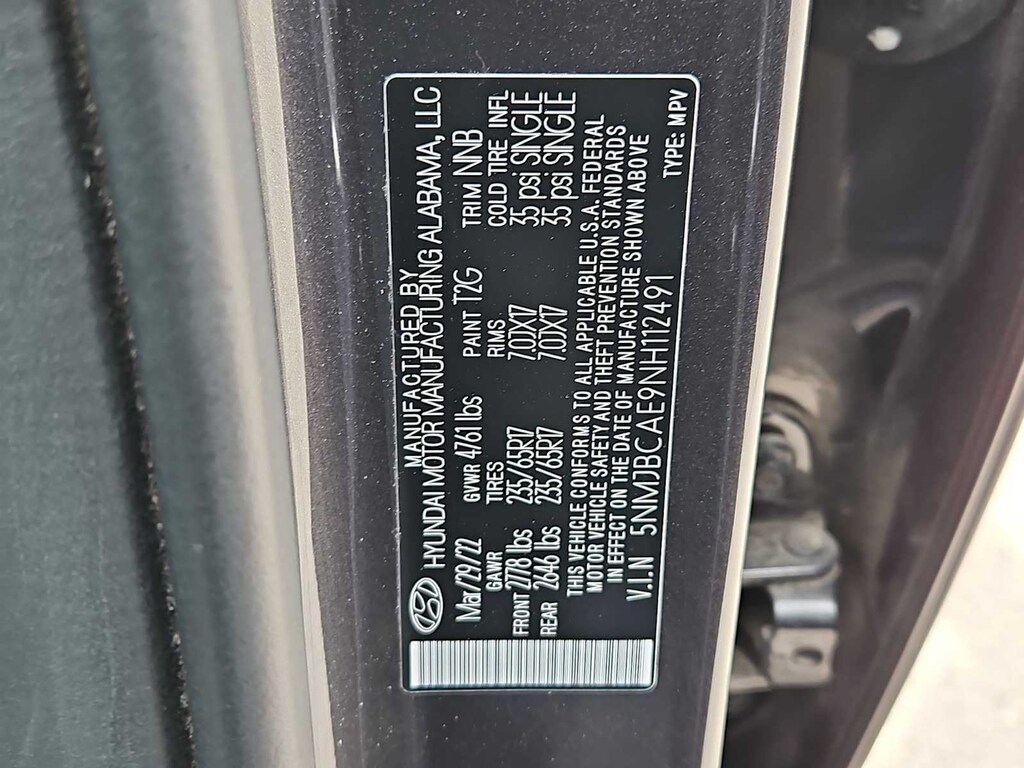 MANUFACTURED BY
HYUNDAI MOTOR MANUFACTURING ALABAMA, LLC
Mar/29/22 GVWR 4761 lbs PAINT T2G TRIM NNB
GAWR TIRES RIMS COLD TIRE INFL
FRONT 2778 lbs 235/65R17 7.0JX17 35 psi SINGLE
REAR 2646 lbs 235/65R17 7.0JX17 35 psi SINGLE
THIS VEHICLE CONFORMS TO ALL APPLICABLE U.S.A. FEDERAL
MOTOR VEHICLE SAFETY AND THEFT PREVENTION STANDARDS
IN EFFECT ON THE DATE OF MANUFACTURE SHOWN ABOVE
V.I.N 5NMJBCAE9NH112491 TYPE: MPV